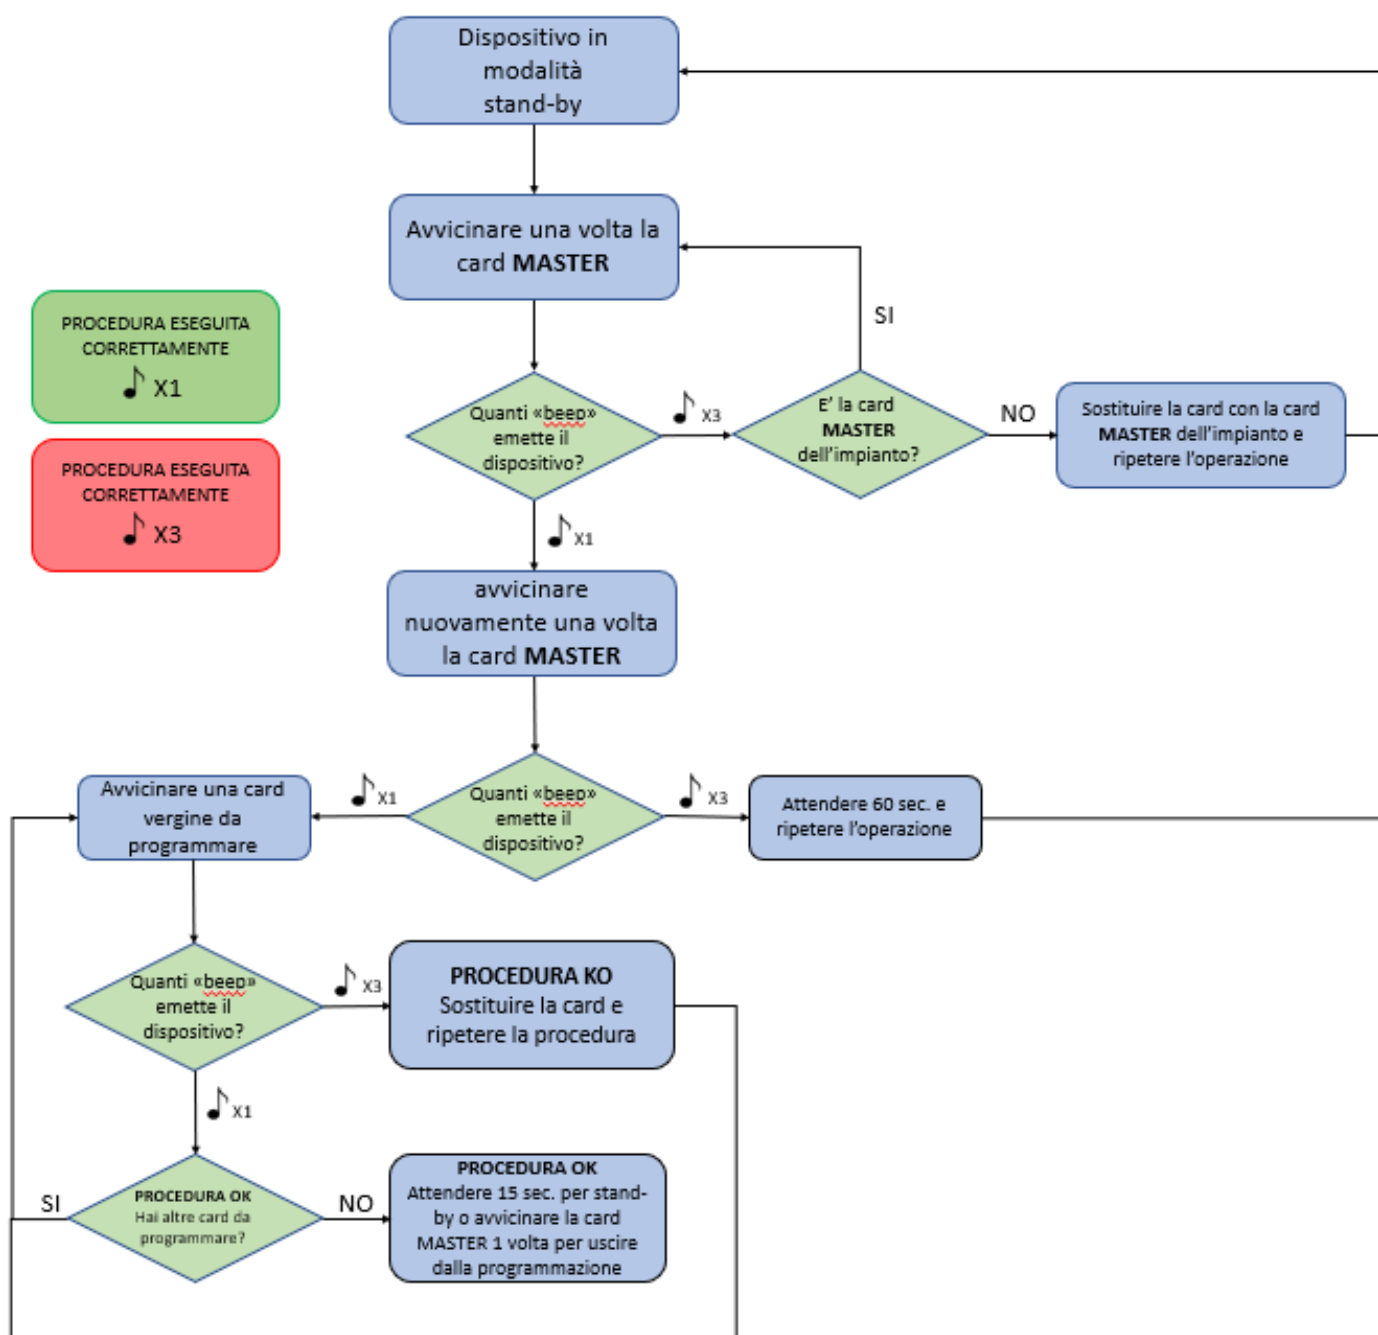 Dispositivo in
modalità
stand-by
Avvicinare una volta la
card MASTER
SI
PROCEDURA ESEGUITA
CORRETTAMENTE
X1
PROCEDURA ESEGUITA
CORRETTAMENTE
X3
Quanti «beep»
emette il
dispositivo?
X3
E' la card
MASTER
dell'impianto?
NO
Sostituire la card con la card
MASTER dell'impianto e
ripetere l'operazione
X1
avvicinare
nuovamente una volta
la card MASTER
Avvicinare una card
vergine da
programmare
X1
Quanti «beep»
emette il
dispositivo?
X3
Attendere 60 sec. e
ripetere l'operazione
Quanti «beep»
emette il
dispositivo?
X3
PROCEDURA KO
Sostituire la card e
ripetere la procedura
X1
SI
PROCEDURA OK
Hai altre card da
programmare?
NO
PROCEDURA OK
Attendere 15 sec. per stand-
by o avvicinare la card
MASTER 1 volta per uscire
dalla programmazione